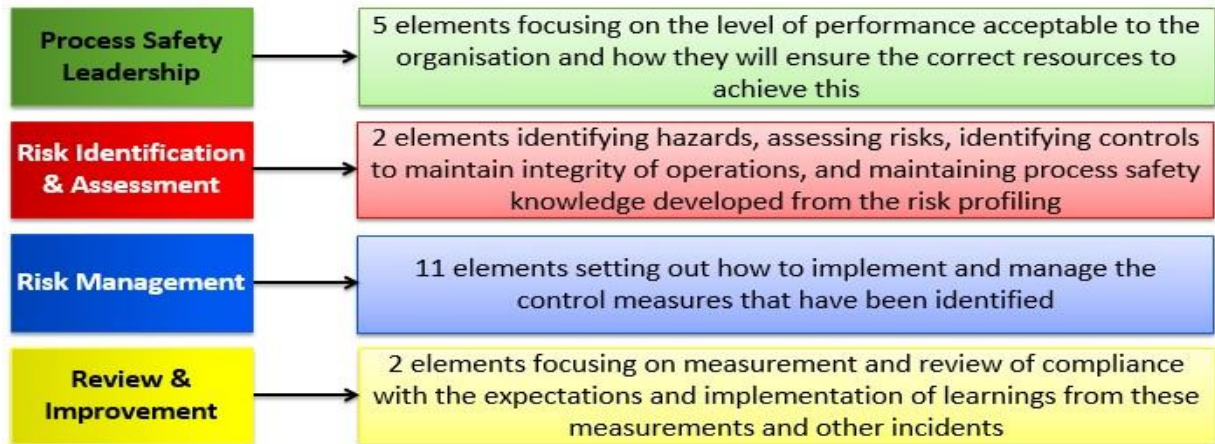 Process Safety
Leadership
5 elements focusing on the level of performance acceptable to the
organisation and how they will ensure the correct resources to
achieve this
Risk Identification
& Assessment
2 elements identifying hazards, assessing risks, identifying controls
to maintain integrity of operations, and maintaining process safety
knowledge developed from the risk profiling
Risk Management
11 elements setting out how to implement and manage the
control measures that have been identified
Review &
Improvement
2 elements focusing on measurement and review of compliance
with the expectations and implementation of learnings from these
measurements and other incidents